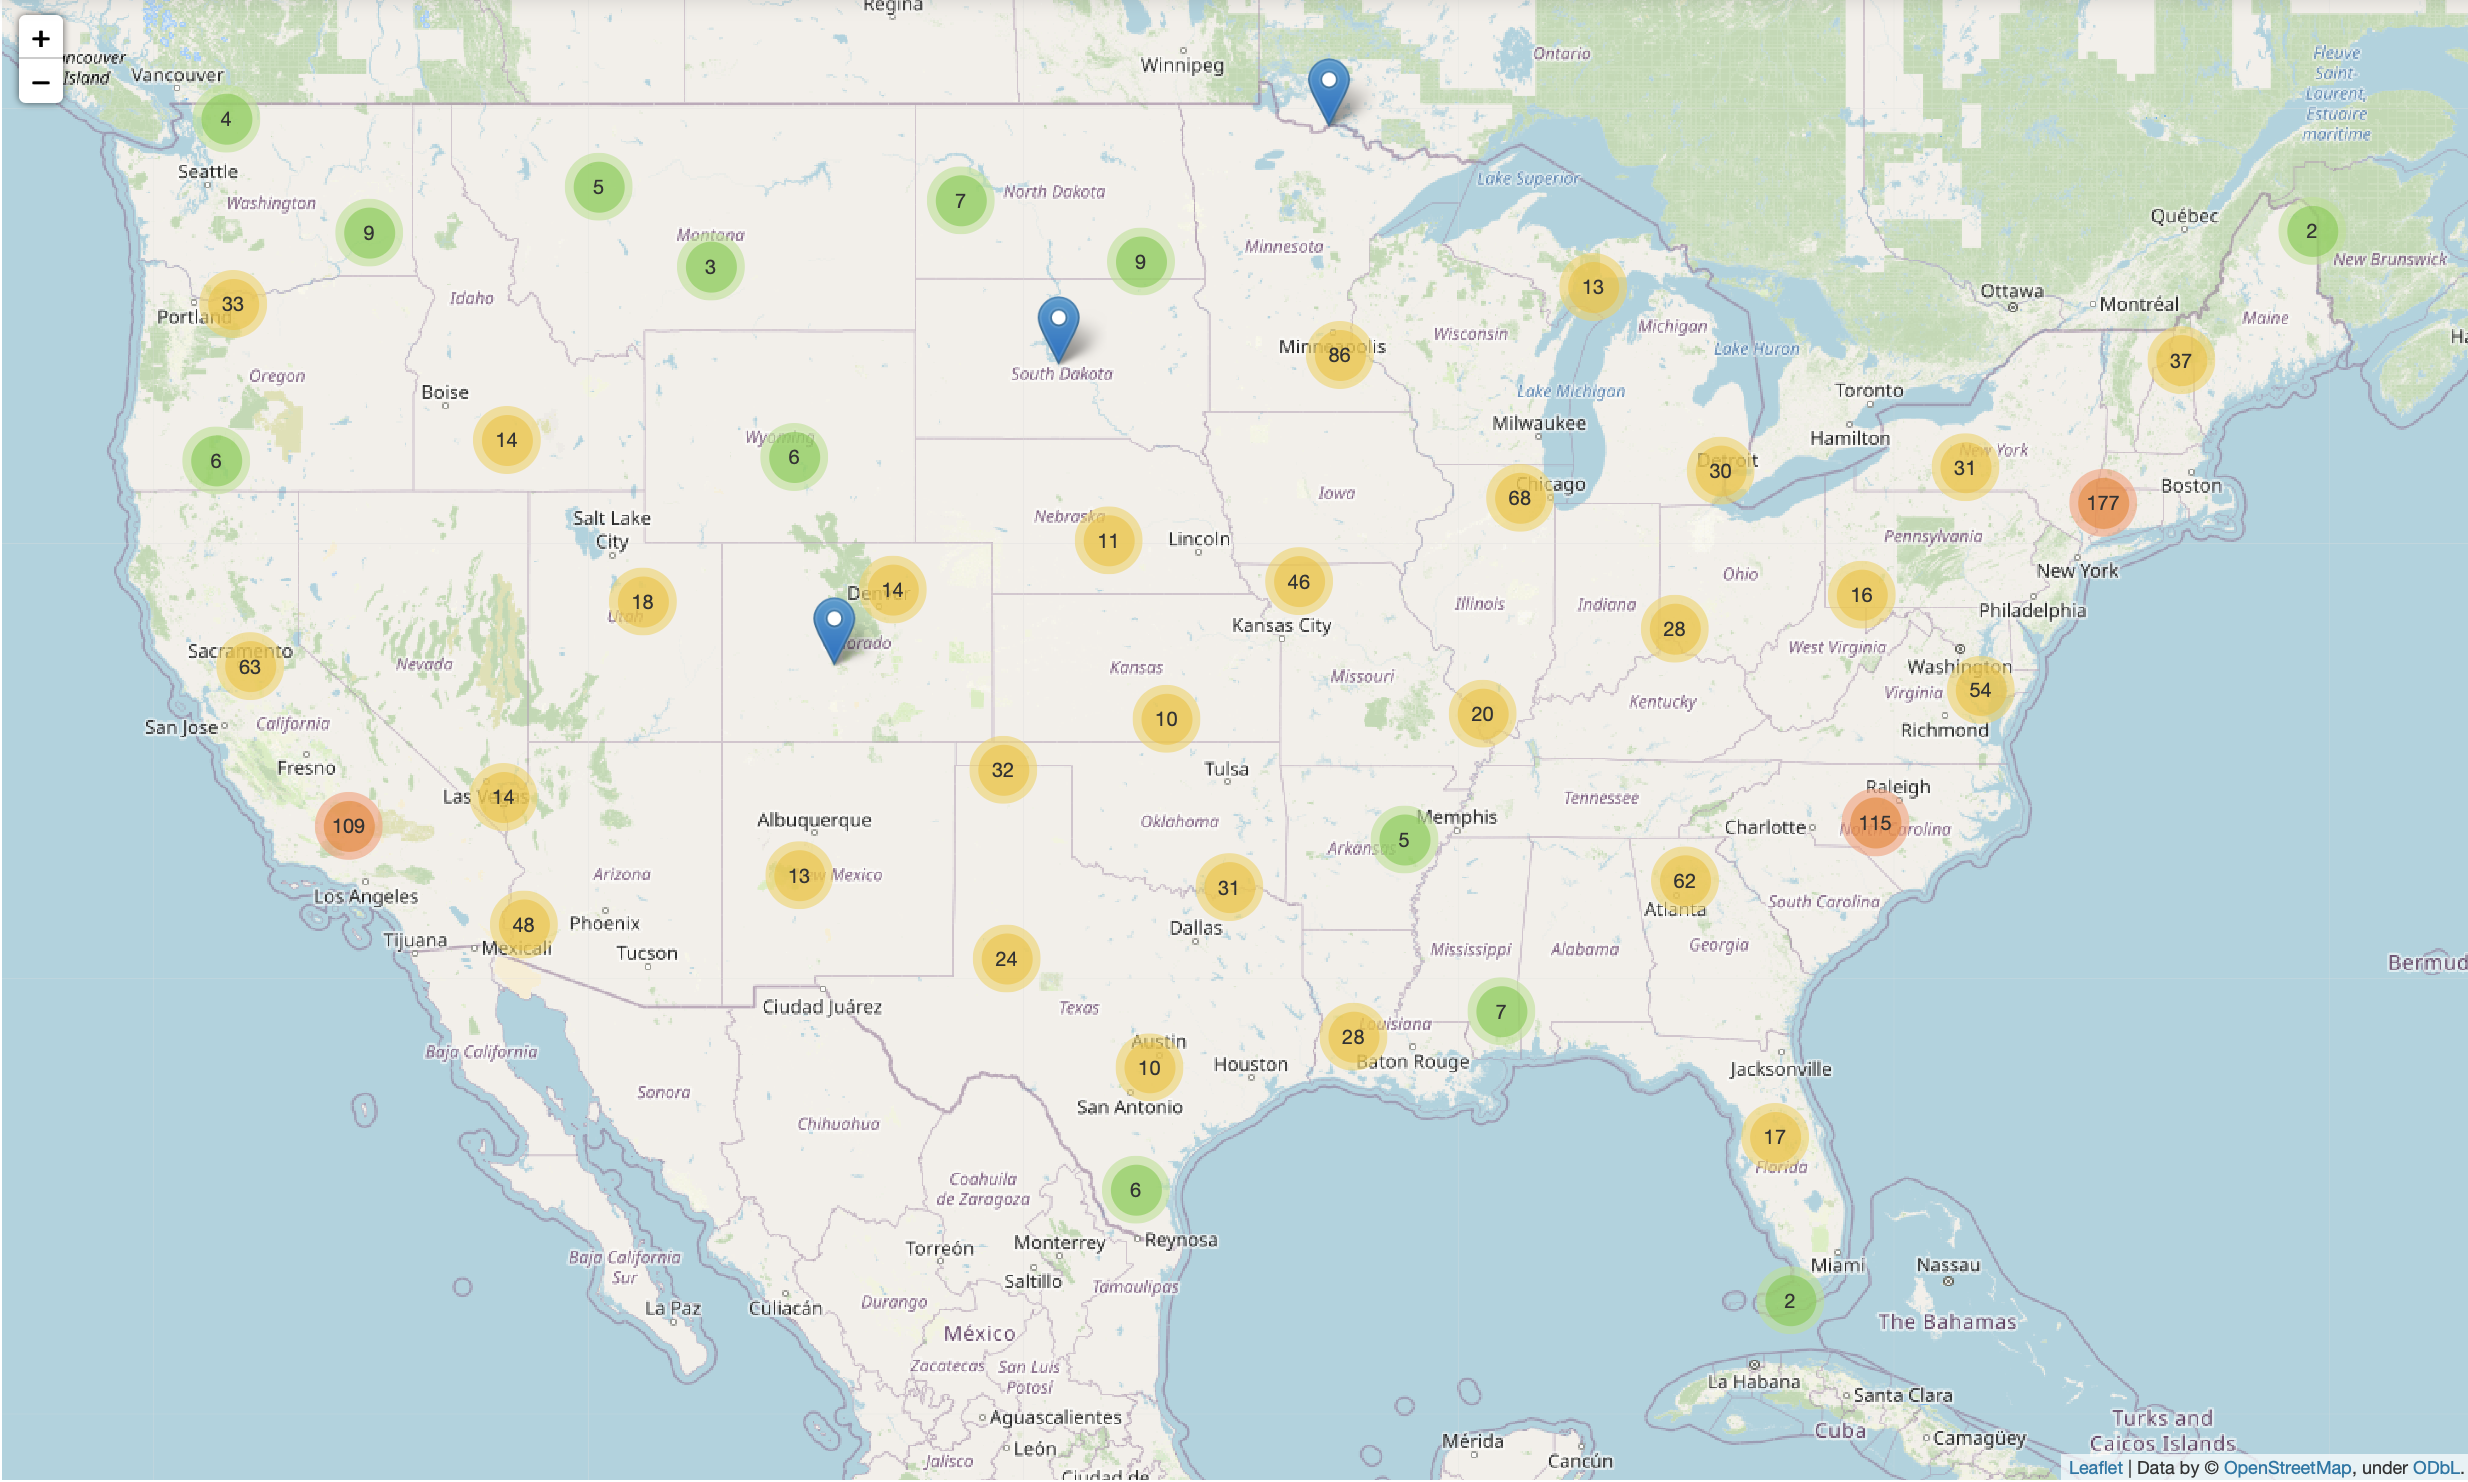 Regina
+
−
Vancouver
Island
Vancouver
Winnipeg
Ontario
Fleuve
Saint-
Laurent,
Estuaire
maritime
4
Seattle
Washington
5
7
North Dakota
Lake Superior
Québec
2
New Brunswick
9
Montana
3
9
Minnesota
13
Ottawa
Montréal
33
Portland
Idaho
Wisconsin
Michigan
Maine
Minneapolis
86
Lake Huron
37
Oregon
South Dakota
Boise
Lake Michigan
Toronto
Milwaukee
Hamilton
14
Wyoming
6
6
Detroit
30
New York
31
Chicago
68
Iowa
Boston
177
Salt Lake
City
Nebraska
11
Lincoln
Pennsylvania
New York
Ohio
46
14
18
Utah
Illinois
Indiana
16
Philadelphia
Kansas City
28
Sacramento
63
Nevada
Kansas
Missouri
West Virginia
Washington
54
Virginia
Kentucky
Richmond
San Jose
California
10
20
Fresno
32
Tulsa
Las Vegas
14
Tennessee
Raleigh
109
Albuquerque
Oklahoma
Memphis
Charlotte
115
North Carolina
5
Arkansas
Los Angeles
Arizona
13
New Mexico
31
62
Atlanta
South Carolina
48
Phoenix
Dallas
Tijuana
Mexicali
Tucson
24
Mississippi
Alabama
Georgia
Ciudad Juárez
Texas
7
Louisiana
28
Baton Rouge
Baja California
Austin
10
Houston
Jacksonville
Sonora
San Antonio
Chihuahua
17
Florida
Coahuila
de Zaragoza
6
Reynosa
Torreón
Monterrey
Baja California
Sur
Saltillo
Tamaulipas
Miami
Nassau
2
La Paz
Culiacán
Durango
México
The Bahamas
Zacatecas
San Luis
Potosí
La Habana
Santa Clara
Aguascalientes
Cuba
Camagüey
Turks and
Caicos Islands
León
Jalisco
Ciudad de
Mérida
Cancún
Leaflet | Data by © OpenStreetMap, under ODbL.